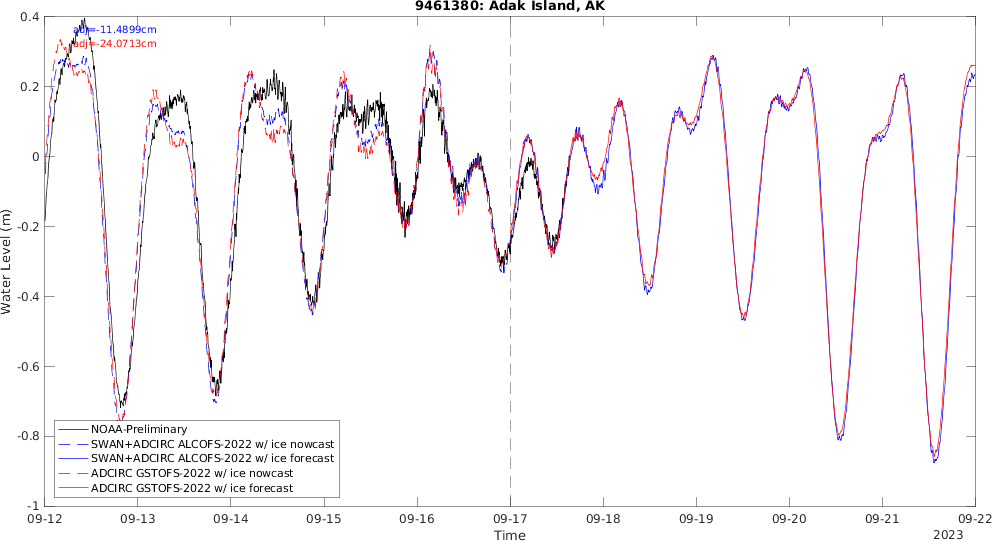 9461380: Adak Island, AK
adj=-11.4899cm
adj=-24.0713cm
0.4
0.2
0
-0.2
-0.4
-0.6
-0.8
-1
Water Level (m)
NOAA-Preliminary
SWAN+ADCIRC ALCOFS-2022 w/ ice nowcast
SWAN+ADCIRC ALCOFS-2022 w/ ice forecast
ADCIRC GSTOFS-2022 w/ ice nowcast
ADCIRC GSTOFS-2022 w/ ice forecast
09-12 09-13 09-14 09-15 09-16 09-17 09-18 09-19 09-20 09-21 09-22
Time
2023